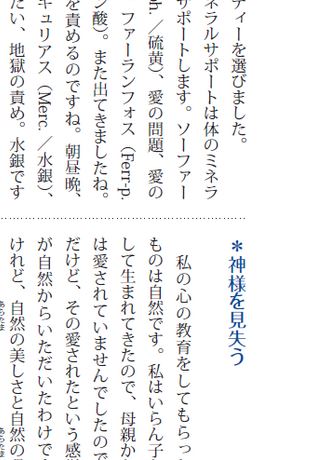 ティーを選びました。
ネラルサポートは体のミネラ
サポートします。ソーファー
h.／硫黄）、愛の問題、愛の
ファーランフォス（Ferr-p.
ン酸）。また出てきましたね。
を責めるのですね。朝昼晩、
キュリアス（Merc.／水銀）、
たい、地獄の責め。水銀です
＊神様を見失う
私の心の教育をしてもらっ
ものは自然です。私はいらん子
して生まれてきたので、母親か
は愛されていませんでしたので
だけど、その愛されたという感
が自然からいただいたわけで
けれど、自然の美しさと自然の